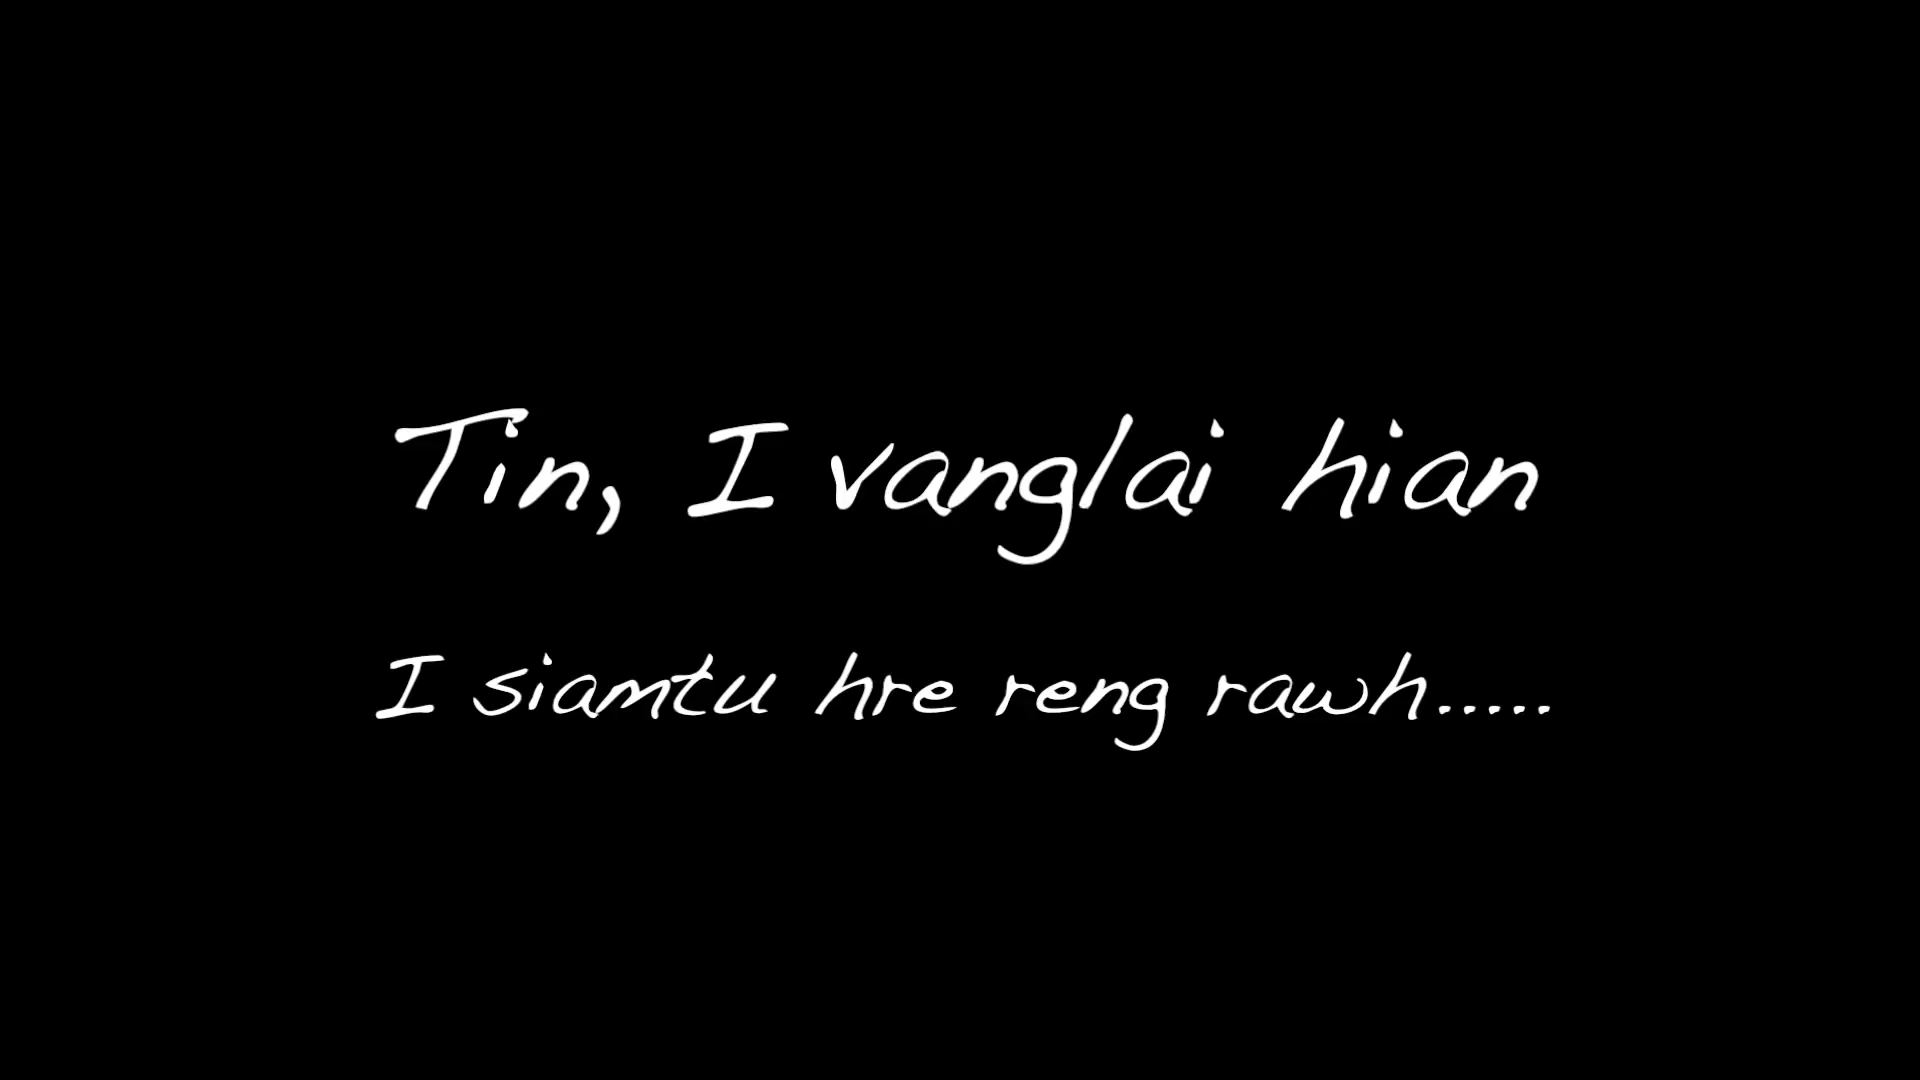 Tin, I vanglai hian
I siamtu hre reng rawh.....